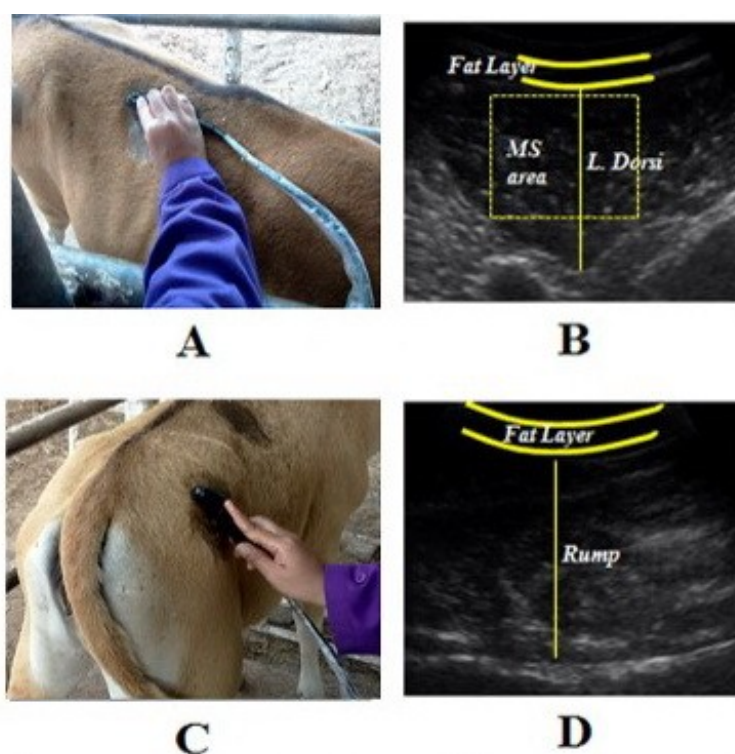 Fat Layer
MS
area
L. Dorsi
A
B
Fat Layer
Rump
C
D